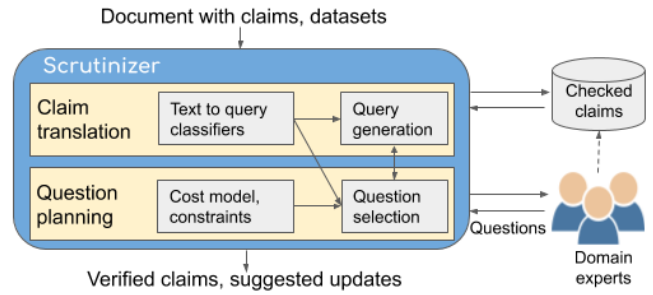 Document with claims, datasets
Scrutinizer
Claim
translation
Text to query
classifiers
Query
generation
Checked
claims
Question
planning
Cost model,
constraints
Question
selection
Questions
Domain
experts
Verified claims, suggested updates